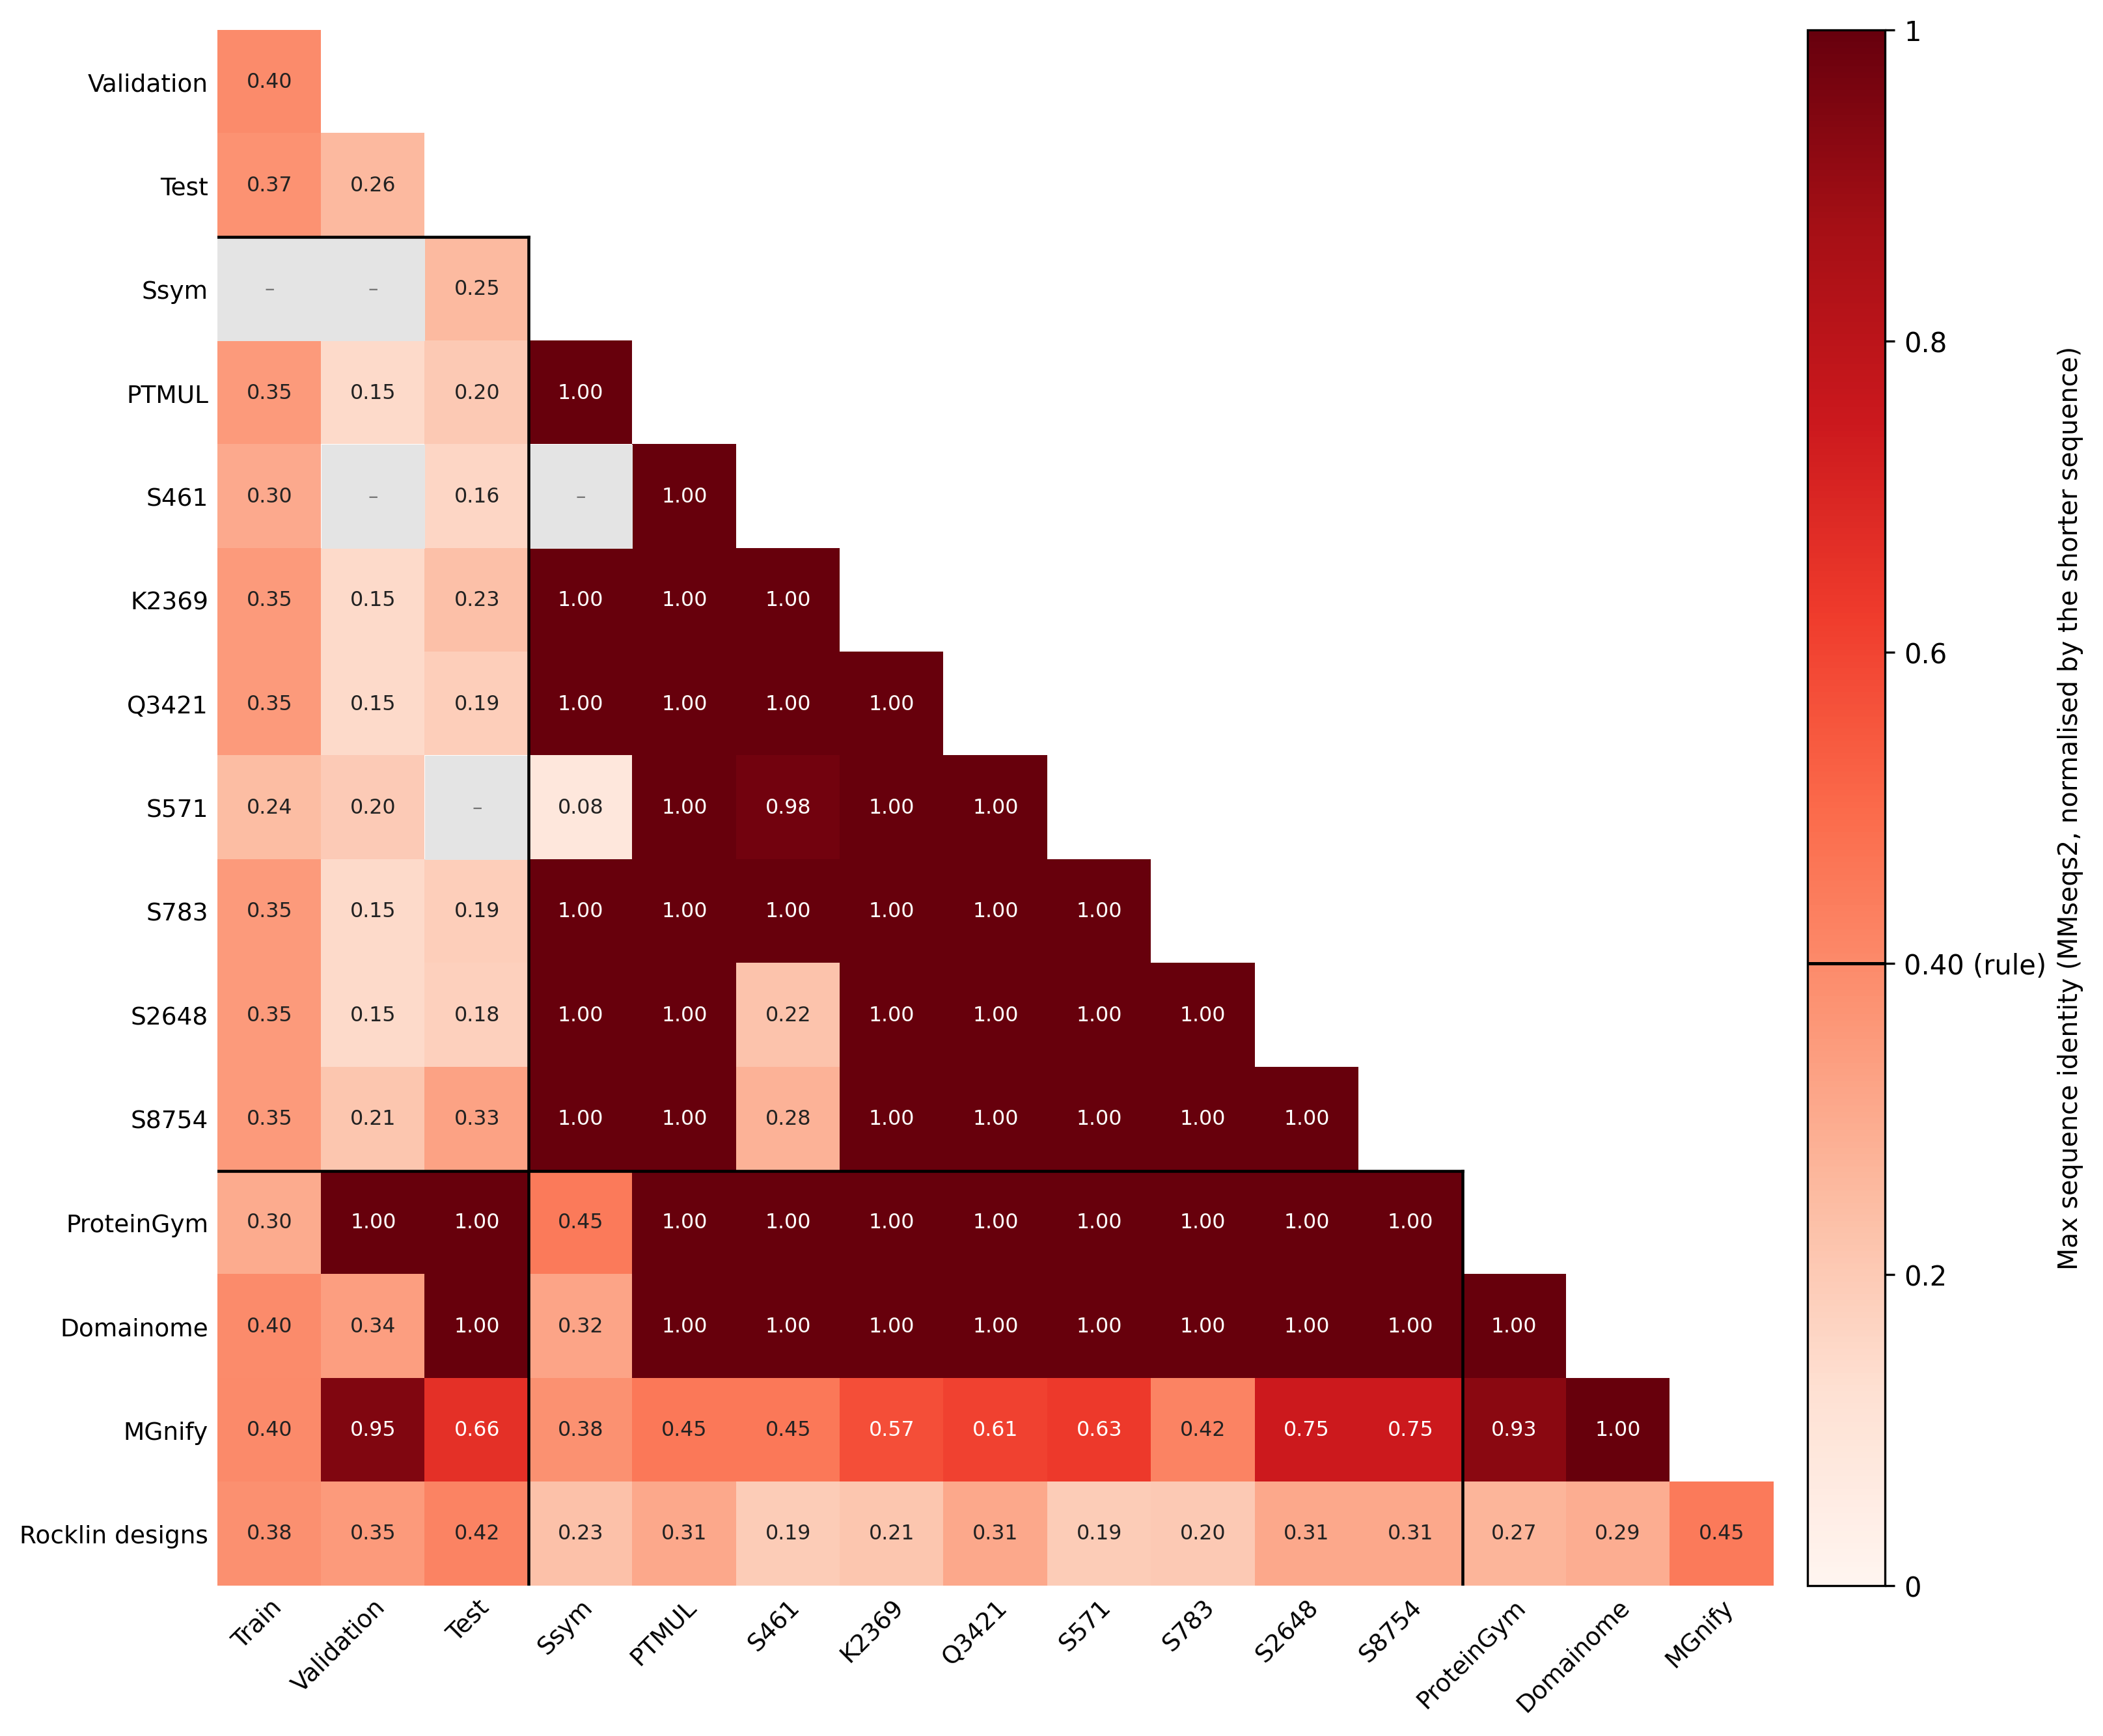 Validation 0.40
Test 0.37 0.26
Ssym – – 0.25
PTMUL 0.35 0.15 0.20 1.00
S461 0.30 – 0.16 – 1.00
K2369 0.35 0.15 0.23 1.00 1.00 1.00
Q3421 0.35 0.15 0.19 1.00 1.00 1.00 1.00
S571 0.24 0.20 – 0.08 1.00 0.98 1.00 1.00
S783 0.35 0.15 0.19 1.00 1.00 1.00 1.00 1.00 1.00
S2648 0.35 0.15 0.18 1.00 1.00 0.22 1.00 1.00 1.00 1.00
S8754 0.35 0.21 0.33 1.00 1.00 0.28 1.00 1.00 1.00 1.00 1.00
ProteinGym 0.30 1.00 1.00 0.45 1.00 1.00 1.00 1.00 1.00 1.00 1.00 1.00
Domainome 0.40 0.34 1.00 0.32 1.00 1.00 1.00 1.00 1.00 1.00 1.00 1.00 1.00
MGnify 0.40 0.95 0.66 0.38 0.45 0.45 0.57 0.61 0.63 0.42 0.75 0.75 0.93 1.00
Rocklin designs 0.38 0.35 0.42 0.23 0.31 0.19 0.21 0.31 0.19 0.20 0.31 0.31 0.27 0.29 0.45
Train Validation Test Ssym PTMUL S461 K2369 Q3421 S571 S783 S2648 S8754 ProteinGym Domainome MGnify
1
0.8
0.6
0.40 (rule)
0.2
0
Max sequence identity (MMseqs2, normalised by the shorter sequence)